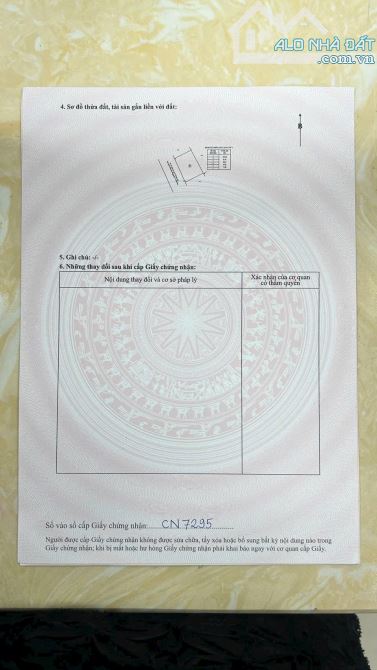 ALO NHÀ ĐẤT
.com.vn
4. Sơ đồ thửa đất, tài sản gắn liền với đất:
B
5. Ghi chú: -/-
6. Những thay đổi sau khi cấp Giấy chứng nhận:
Nội dung thay đổi và cơ sở pháp lý
Xác nhận của cơ quan
có thẩm quyền
Số vào sổ cấp Giấy chứng nhận: CN7295
Người được cấp Giấy chứng nhận không được sửa chữa, tẩy xóa hoặc bổ sung bất kỳ nội dung nào trong
Giấy chứng nhận; khi bị mất hoặc hư hỏng Giấy chứng nhận phải khai báo ngay với cơ quan cấp Giấy.